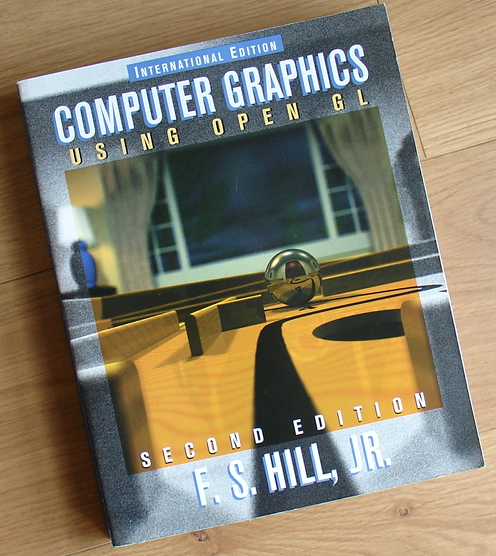 INTERNATIONAL EDITION
COMPUTER GRAPHICS
USING OPEN GL
SECOND EDITION
F. S. HILL, JR.